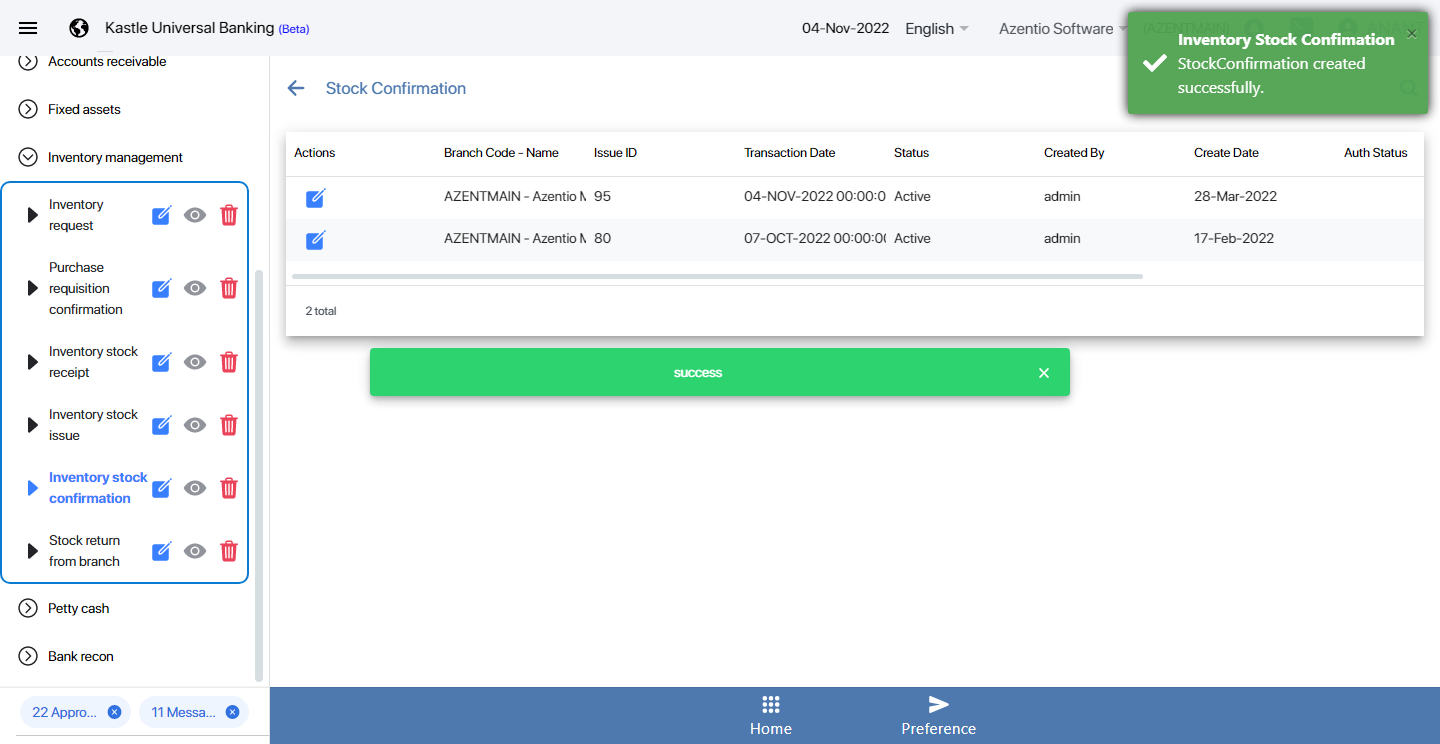 Kastle Universal Banking (Beta)
04-Nov-2022
English
Azentio Software
(AZENTMAIN)
Inventory Stock Confimation
StockConfirmation created
successfully.
Accounts receivable
Fixed assets
Inventory management
Inventory
request
Purchase
requisition
confirmation
Inventory stock
receipt
Inventory stock
issue
Inventory stock
confirmation
Stock return
from branch
Petty cash
Bank recon
22 Appro...
11 Messa...
Stock Confirmation
Actions Branch Code - Name Issue ID Transaction Date Status Created By Create Date Auth Status
AZENTMAIN - Azentio M 95 04-NOV-2022 00:00:0 Active admin 28-Mar-2022
AZENTMAIN - Azentio M 80 07-OCT-2022 00:00:00 Active admin 17-Feb-2022
2 total
success
Home
Preference